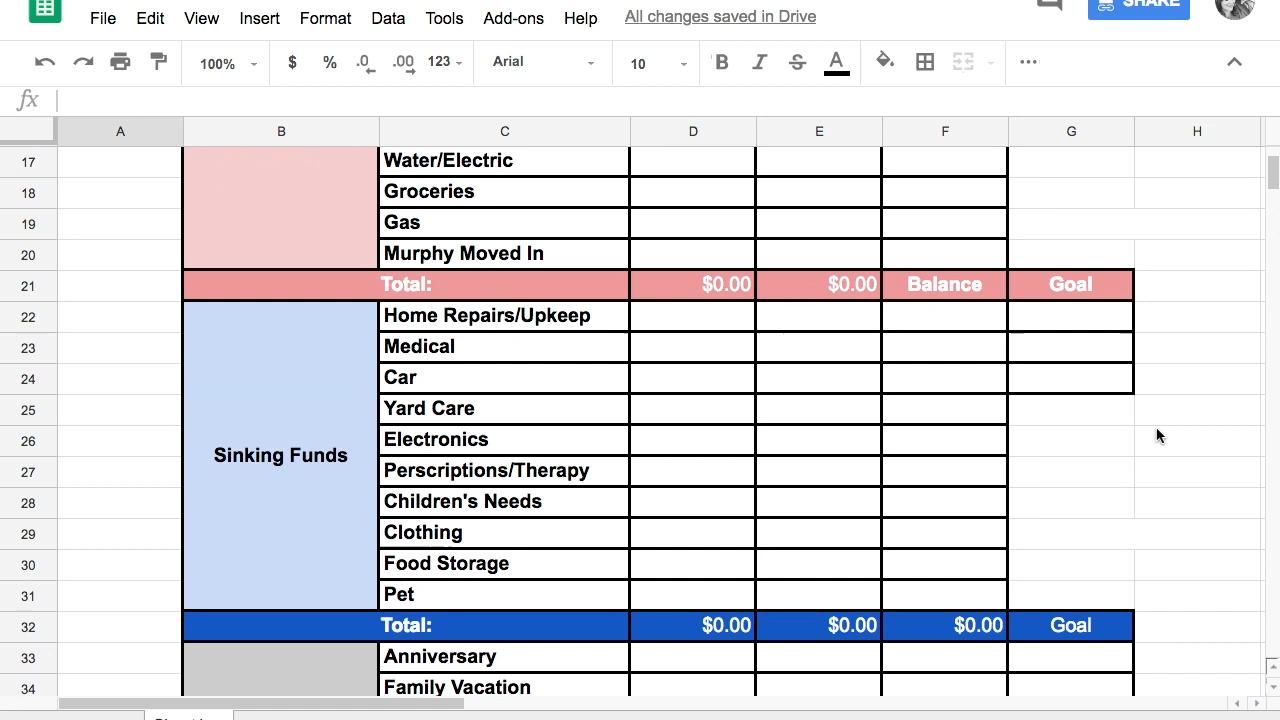 SHARE
File Edit View Insert Format Data Tools Add-ons Help All changes saved in Drive
100% $ % .0 .00 123 Arial 10 B I S A
fx
A B C D E F G H
17 Water/Electric
18 Groceries
19 Gas
20 Murphy Moved In
21 Total: $0.00 $0.00 Balance Goal
22 Home Repairs/Upkeep
23 Medical
24 Car
25 Yard Care
26 Electronics
Sinking Funds
27 Perscriptions/Therapy
28 Children's Needs
29 Clothing
30 Food Storage
31 Pet
32 Total: $0.00 $0.00 $0.00 Goal
33 Anniversary
34 Family Vacation